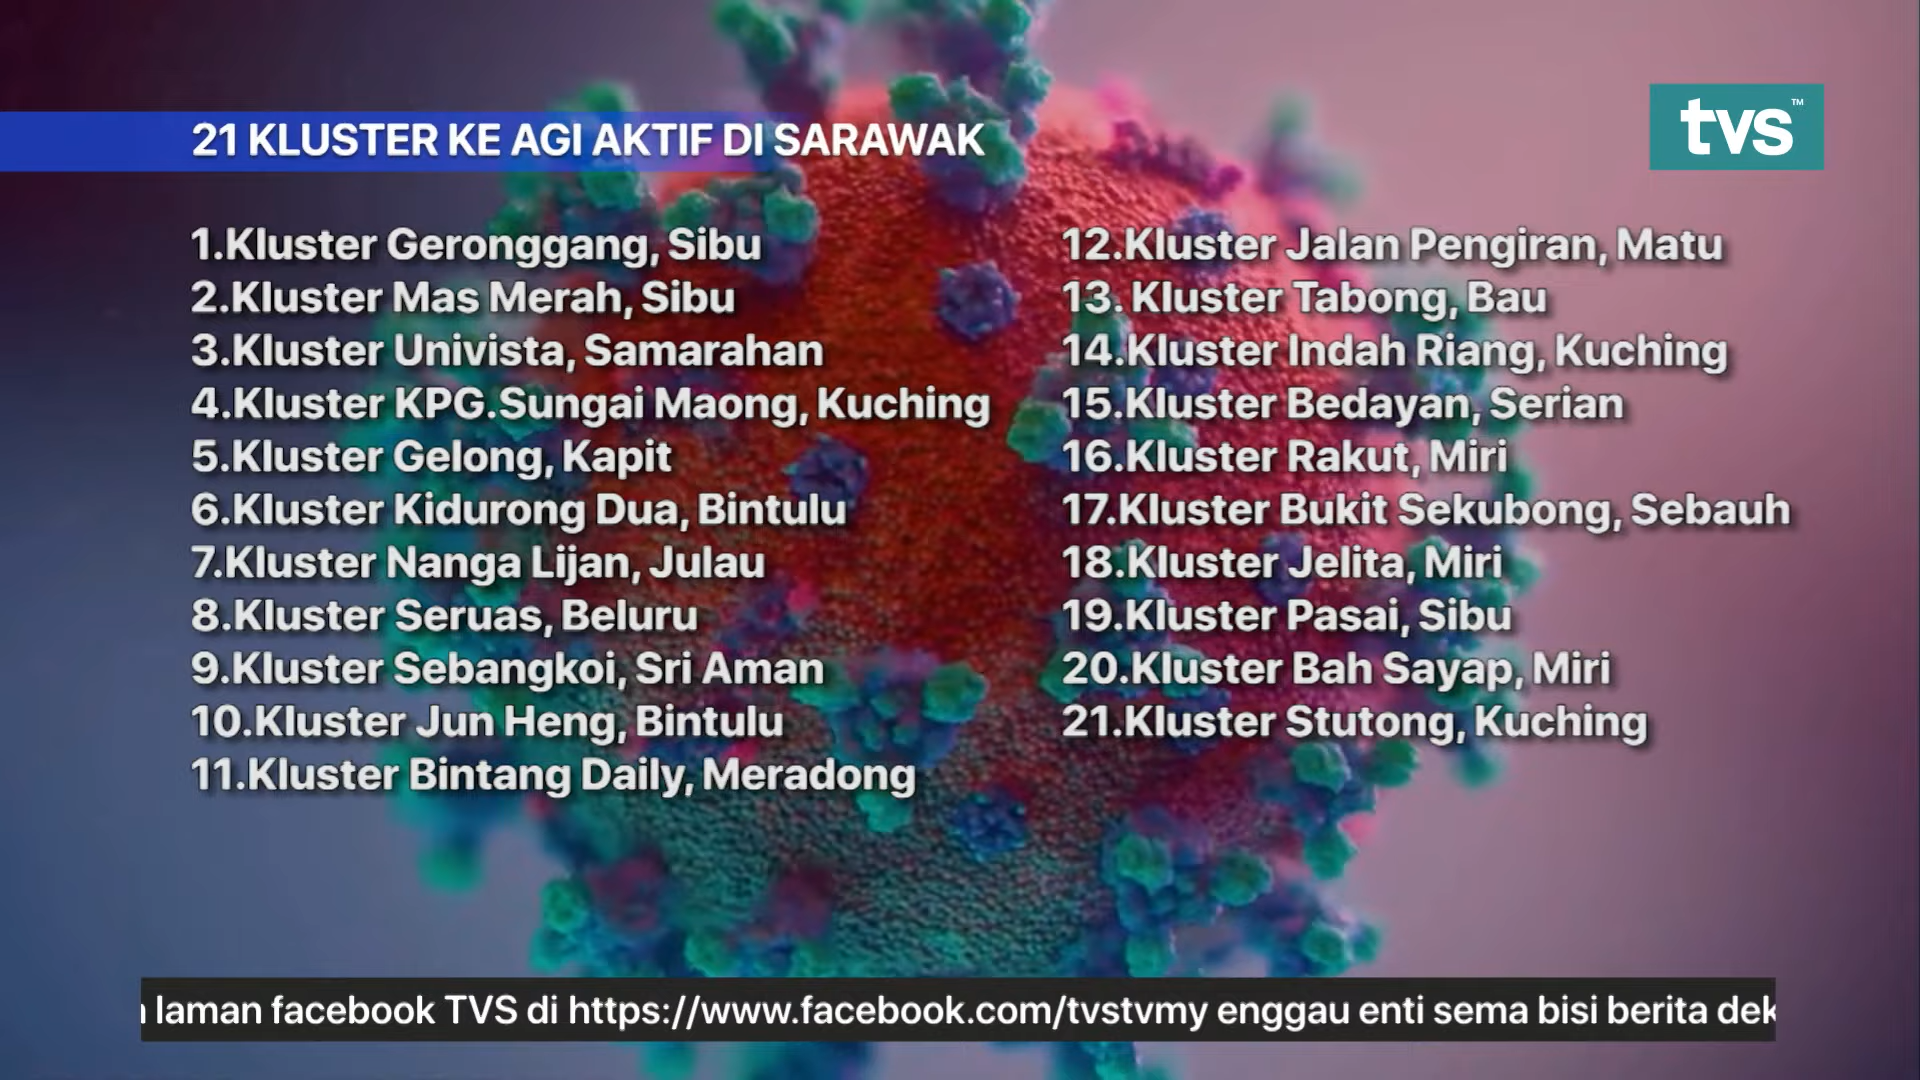 21 KLUSTER KE AGI AKTIF DI SARAWAK
tvs™
1.Kluster Geronggang, Sibu
2.Kluster Mas Merah, Sibu
3.Kluster Univista, Samarahan
4.Kluster KPG.Sungai Maong, Kuching
5.Kluster Gelong, Kapit
6.Kluster Kidurong Dua, Bintulu
7.Kluster Nanga Lijan, Julau
8.Kluster Seruas, Beluru
9.Kluster Sebangkoi, Sri Aman
10.Kluster Jun Heng, Bintulu
11.Kluster Bintang Daily, Meradong
12.Kluster Jalan Pengiran, Matu
13. Kluster Tabong, Bau
14.Kluster Indah Riang, Kuching
15.Kluster Bedayan, Serian
16.Kluster Rakut, Miri
17.Kluster Bukit Sekubong, Sebauh
18.Kluster Jelita, Miri
19.Kluster Pasai, Sibu
20.Kluster Bah Sayap, Miri
21.Kluster Stutong, Kuching
laman facebook TVS di https://www.facebook.com/tvstvmy enggau enti sema bisi berita dek